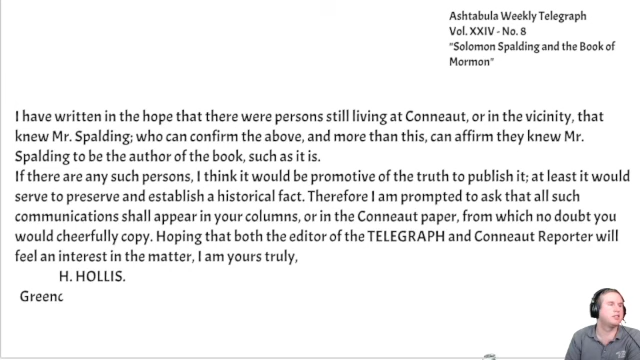 Ashtabula Weekly Telegraph
Vol. XXIV - No. 8
"Solomon Spalding and the Book of
Mormon"
I have written in the hope that there were persons still living at Conneaut, or in the vicinity, that
knew Mr. Spalding; who can confirm the above, and more than this, can affirm they knew Mr.
Spalding to be the author of the book, such as it is.
If there are any such persons, I think it would be promotive of the truth to publish it; at least it would
serve to preserve and establish a historical fact. Therefore I am prompted to ask that all such
communications shall appear in your columns, or in the Conneaut paper, from which no doubt you
would cheerfully copy. Hoping that both the editor of the TELEGRAPH and Conneaut Reporter will
feel an interest in the matter, I am yours truly,
H. HOLLIS.
Greenc